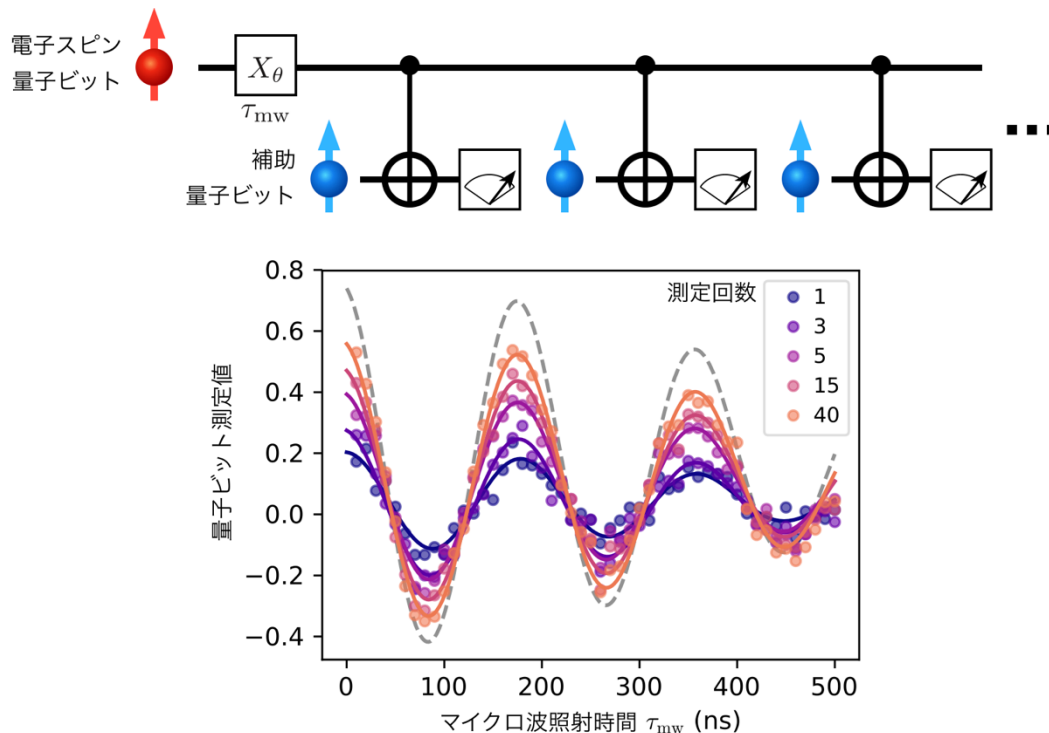 電子スピン
量子ビット
X_θ
τ_mw
補助
量子ビット
測定回数
1
3
5
15
40
量子ビット測定値
0.8
0.6
0.4
0.2
0.0
−0.2
−0.4
0 100 200 300 400 500
マイクロ波照射時間 τ_mw (ns)